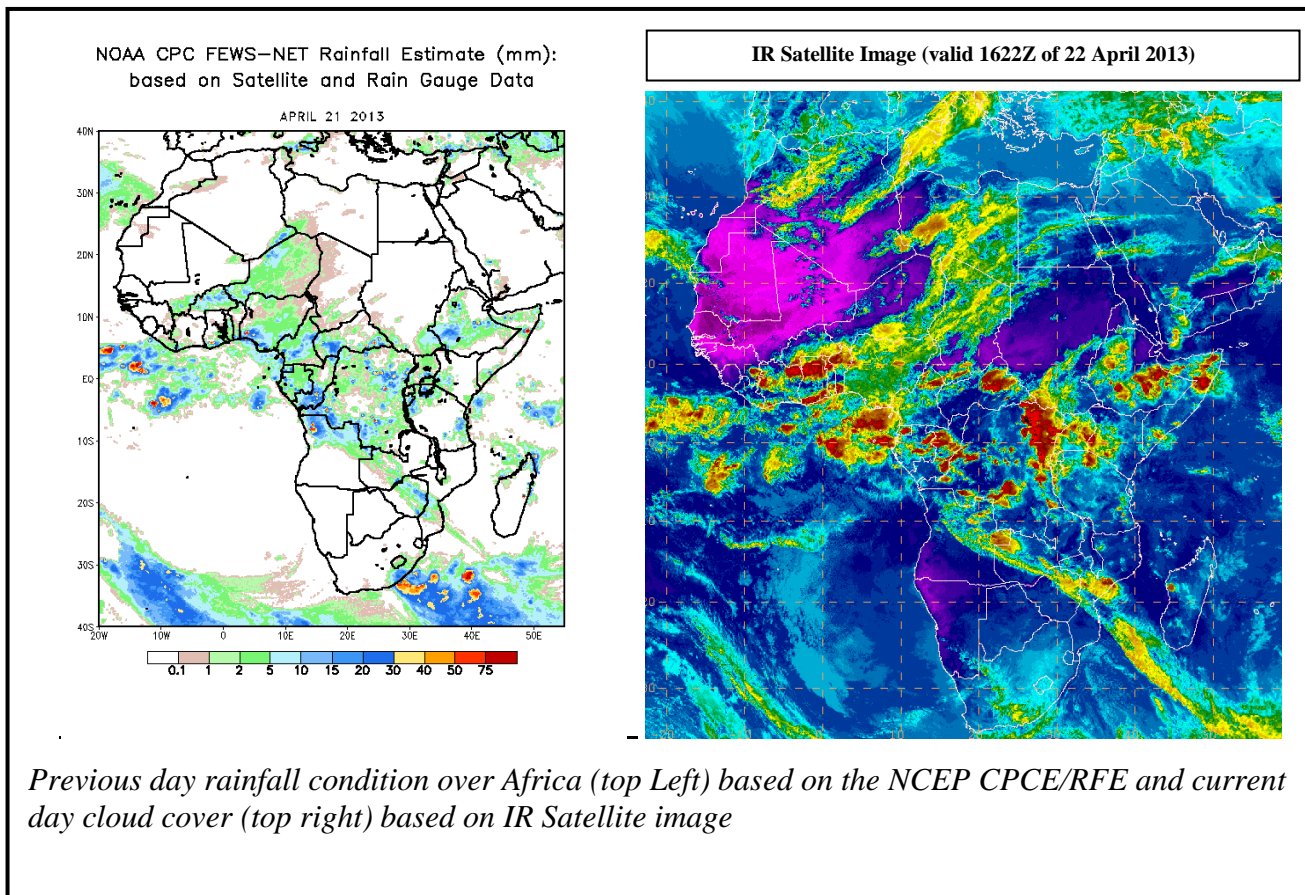 NOAA CPC FEWS-NET Rainfall Estimate (mm):
based on Satellite and Rain Gauge Data
APRIL 21 2013
40N
30N
20N
10N
EQ
10S
20S
30S
40S
20W 10W 0 10E 20E 30E 40E 50E
0.1 1 2 5 10 15 20 30 40 50 75
IR Satellite Image (valid 1622Z of 22 April 2013)
Previous day rainfall condition over Africa (top Left) based on the NCEP CPCE/RFE and current
day cloud cover (top right) based on IR Satellite image